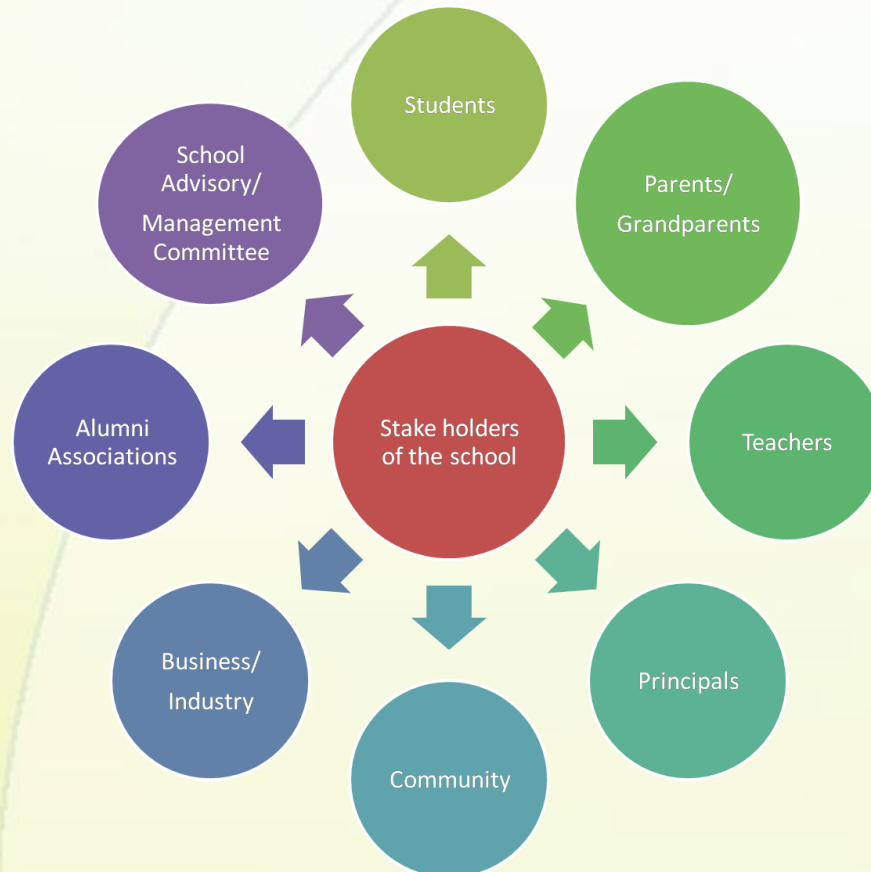 Students
Parents/
Grandparents
Teachers
Principals
Community
Business/
Industry
Alumni
Associations
School
Advisory/
Management
Committee
Stake holders
of the school